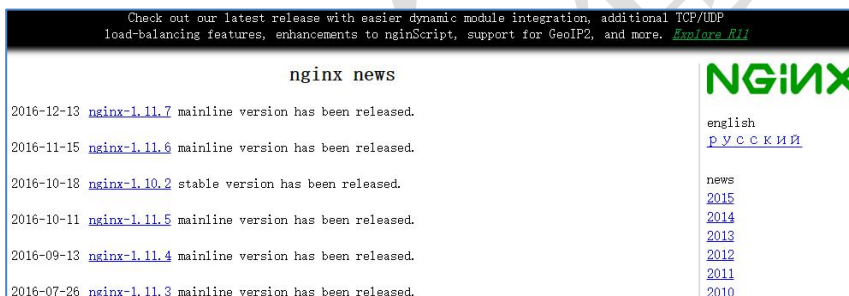 Check out our latest release with easier dynamic module integration, additional TCP/UDP
load-balancing features, enhancements to nginScript, support for GeoIP2, and more. Explore R11
nginx news
2016-12-13 nginx-1.11.7 mainline version has been released.
2016-11-15 nginx-1.11.6 mainline version has been released.
2016-10-18 nginx-1.10.2 stable version has been released.
2016-10-11 nginx-1.11.5 mainline version has been released.
2016-09-13 nginx-1.11.4 mainline version has been released.
2016-07-26 nginx-1.11.3 mainline version has been released.
NGINX
english
русский
news
2015
2014
2013
2012
2011
2010